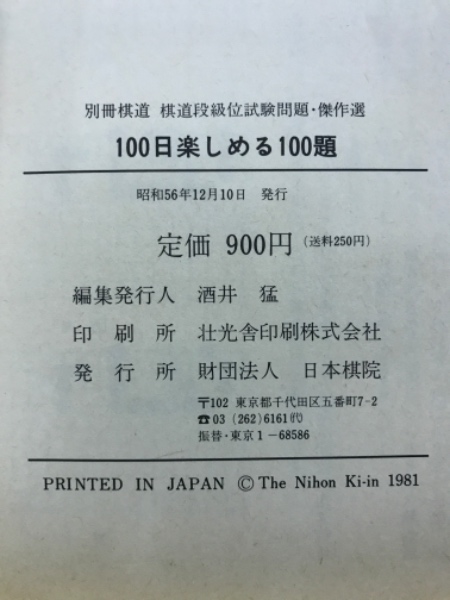 別冊棋道 棋道段級位試験問題・傑作選
100日楽しめる100題
昭和56年12月10日 発行
定価 900円(送料250円)
編集発行人 酒井 猛
印刷所 壮光舎印刷株式会社
発行所 財団法人 日本棋院
〒102 東京都千代田区五番町7-2
☎03 (262)6161㈹
振替・東京1-68586
PRINTED IN JAPAN ©The Nihon Ki-in 1981